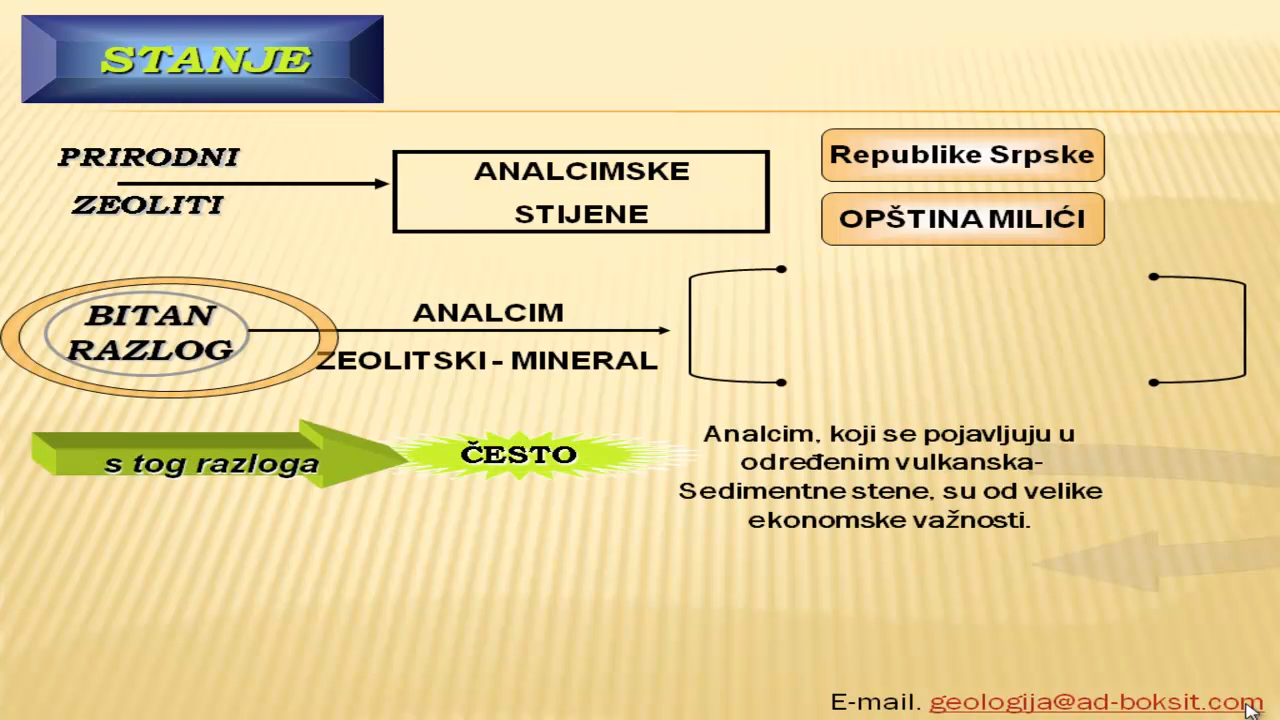 STANJE
PRIRODNI
ZEOLITI
ANALCIMSKE
STIJENE
Republike Srpske
OPŠTINA MILIĆI
BITAN
RAZLOG
ANALCIM
ZEOLITSKI - MINERAL
s tog razloga
ČESTO
Analcim, koji se pojavljuju u
određenim vulkanska-
Sedimentne stene, su od velike
ekonomske važnosti.
E-mail. geologija@ad-boksit.com